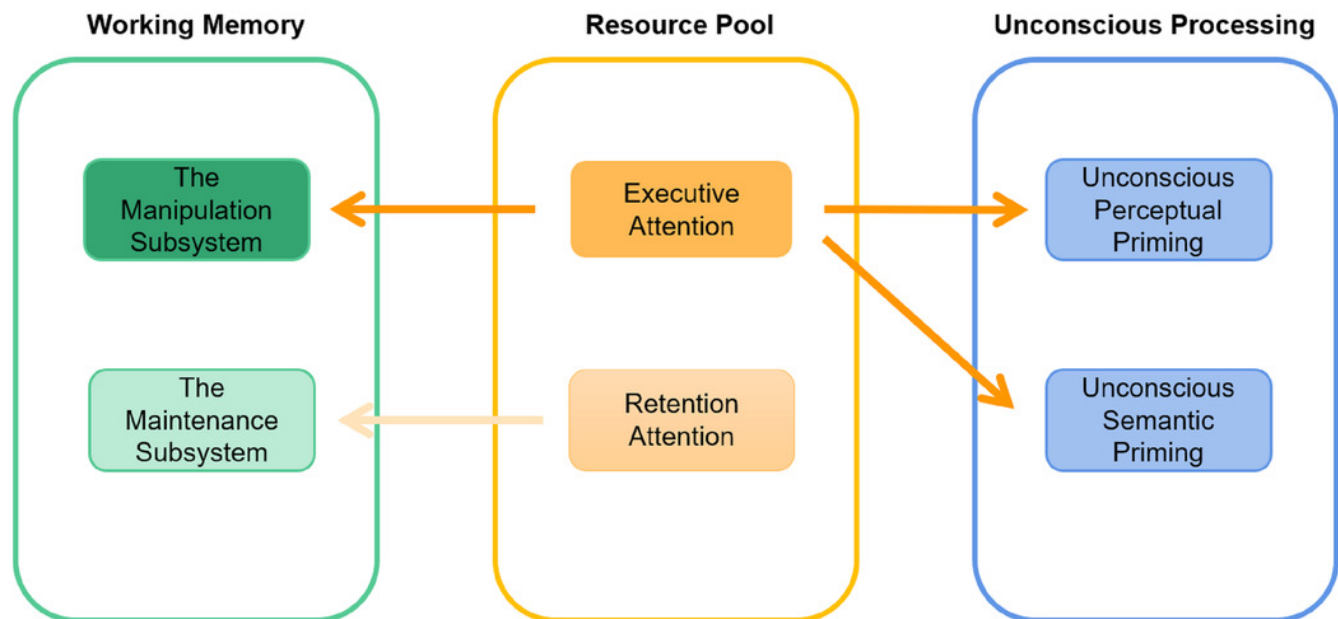 Working Memory
Resource Pool
Unconscious Processing
The
Manipulation
Subsystem
Executive
Attention
Unconscious
Perceptual
Priming
The
Maintenance
Subsystem
Retention
Attention
Unconscious
Semantic
Priming